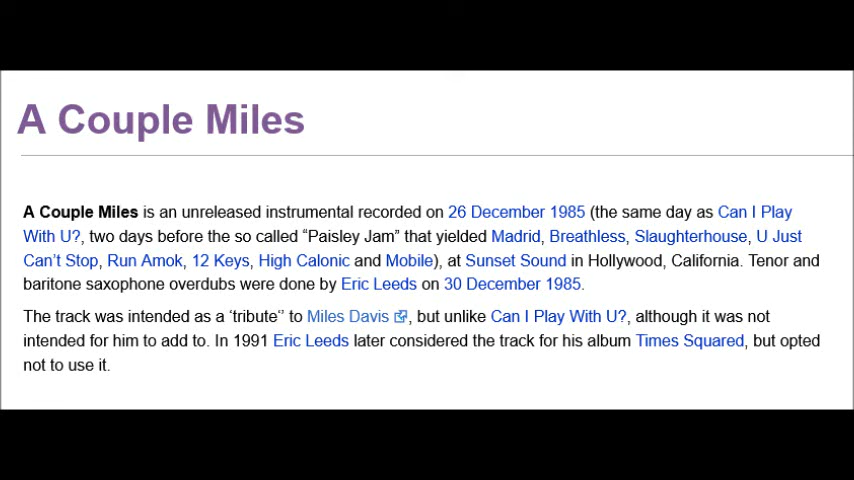 A Couple Miles
A Couple Miles is an unreleased instrumental recorded on 26 December 1985 (the same day as Can I Play
With U?, two days before the so called “Paisley Jam” that yielded Madrid, Breathless, Slaughterhouse, U Just
Can’t Stop, Run Amok, 12 Keys, High Calonic and Mobile), at Sunset Sound in Hollywood, California. Tenor and
baritone saxophone overdubs were done by Eric Leeds on 30 December 1985.
The track was intended as a ‘tribute‘’ to Miles Davis, but unlike Can I Play With U?, although it was not
intended for him to add to. In 1991 Eric Leeds later considered the track for his album Times Squared, but opted
not to use it.